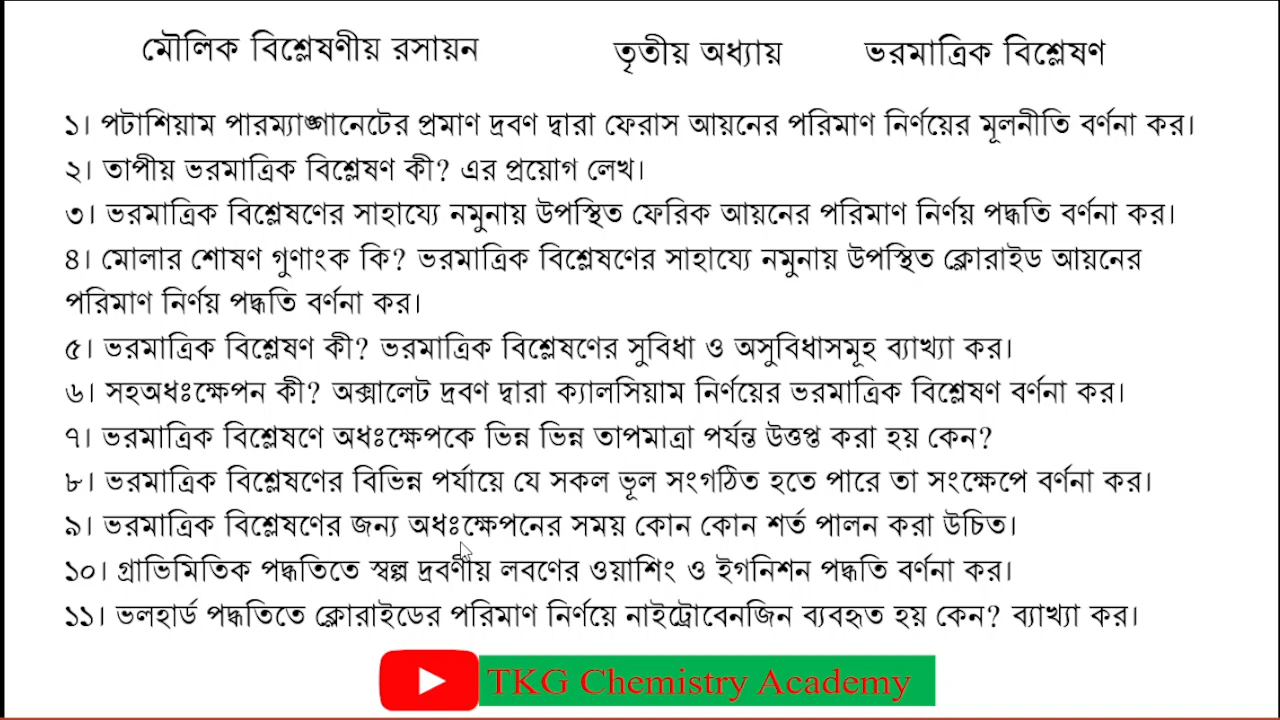 মৌলিক বিশ্লেষণীয় রসায়ন তৃতীয় অধ্যায় ভরমাত্রিক বিশ্লেষণ
১। পটাশিয়াম পারম্যাঙ্গানেটের প্রমাণ দ্রবণ দ্বারা ফেরাস আয়নের পরিমাণ নির্ণয়ের মূলনীতি বর্ণনা কর।
২। তাপীয় ভরমাত্রিক বিশ্লেষণ কী? এর প্রয়োগ লেখ।
৩। ভরমাত্রিক বিশ্লেষণের সাহায্যে নমুনায় উপস্থিত ফেরিক আয়নের পরিমাণ নির্ণয় পদ্ধতি বর্ণনা কর।
৪। মোলার শোষণ গুণাংক কি? ভরমাত্রিক বিশ্লেষণের সাহায্যে নমুনায় উপস্থিত ক্লোরাইড আয়নের
পরিমাণ নির্ণয় পদ্ধতি বর্ণনা কর।
৫। ভরমাত্রিক বিশ্লেষণ কী? ভরমাত্রিক বিশ্লেষণের সুবিধা ও অসুবিধাসমূহ ব্যাখ্যা কর।
৬। সহঅধঃক্ষেপন কী? অক্সালেট দ্রবণ দ্বারা ক্যালসিয়াম নির্ণয়ের ভরমাত্রিক বিশ্লেষণ বর্ণনা কর।
৭। ভরমাত্রিক বিশ্লেষণে অধঃক্ষেপকে ভিন্ন ভিন্ন তাপমাত্রা পর্যন্ত উত্তপ্ত করা হয় কেন?
৮। ভরমাত্রিক বিশ্লেষণের বিভিন্ন পর্যায়ে যে সকল ভূল সংগঠিত হতে পারে তা সংক্ষেপে বর্ণনা কর।
৯। ভরমাত্রিক বিশ্লেষণের জন্য অধঃক্ষেপনের সময় কোন কোন শর্ত পালন করা উচিত।
১০। গ্রাভিমিতিক পদ্ধতিতে স্বল্প দ্রবণীয় লবণের ওয়াশিং ও ইগনিশন পদ্ধতি বর্ণনা কর।
১১। ভলহার্ড পদ্ধতিতে ক্লোরাইডের পরিমাণ নির্ণয়ে নাইট্রোবেনজিন ব্যবহৃত হয় কেন? ব্যাখ্যা কর।
TKG Chemistry Academy